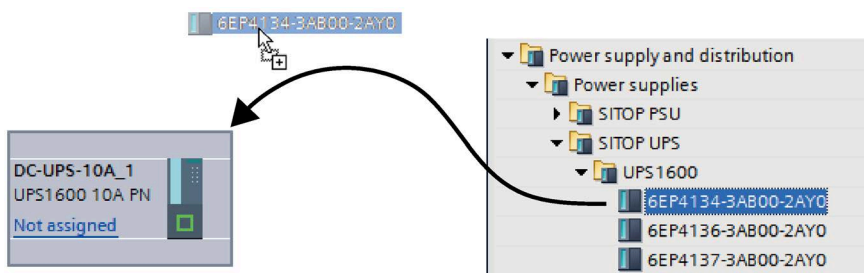 6EP4134-3AB00-2AY0
Power supply and distribution
Power supplies
SITOP PSU
SITOP UPS
UPS1600
6EP4134-3AB00-2AY0
6EP4136-3AB00-2AY0
6EP4137-3AB00-2AY0
DC-UPS-10A_1
UPS1600 10A PN
Not assigned